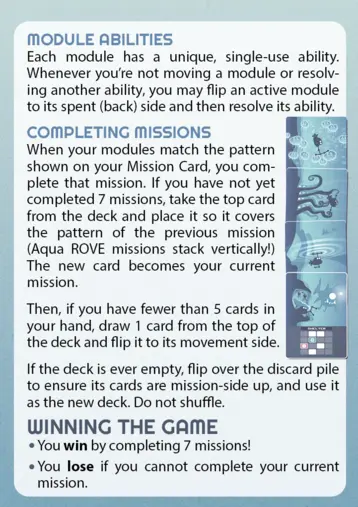 MODULE ABILITIES
Each module has a unique, single-use ability.
Whenever you're not moving a module or resolv-
ing another ability, you may flip an active module
to its spent (back) side and then resolve its ability.
COMPLETING MISSIONS
When your modules match the pattern
shown on your Mission Card, you com-
plete that mission. If you have not yet
completed 7 missions, take the top card
from the deck and place it so it covers
the pattern of the previous mission
(Aqua ROVE missions stack vertically!)
The new card becomes your current
mission.
Then, if you have fewer than 5 cards in
your hand, draw 1 card from the top of
the deck and flip it to its movement side.
If the deck is ever empty, flip over the discard pile
to ensure its cards are mission-side up, and use it
as the new deck. Do not shuffle.
WINNING THE GAME
• You win by completing 7 missions!
• You lose if you cannot complete your current
mission.